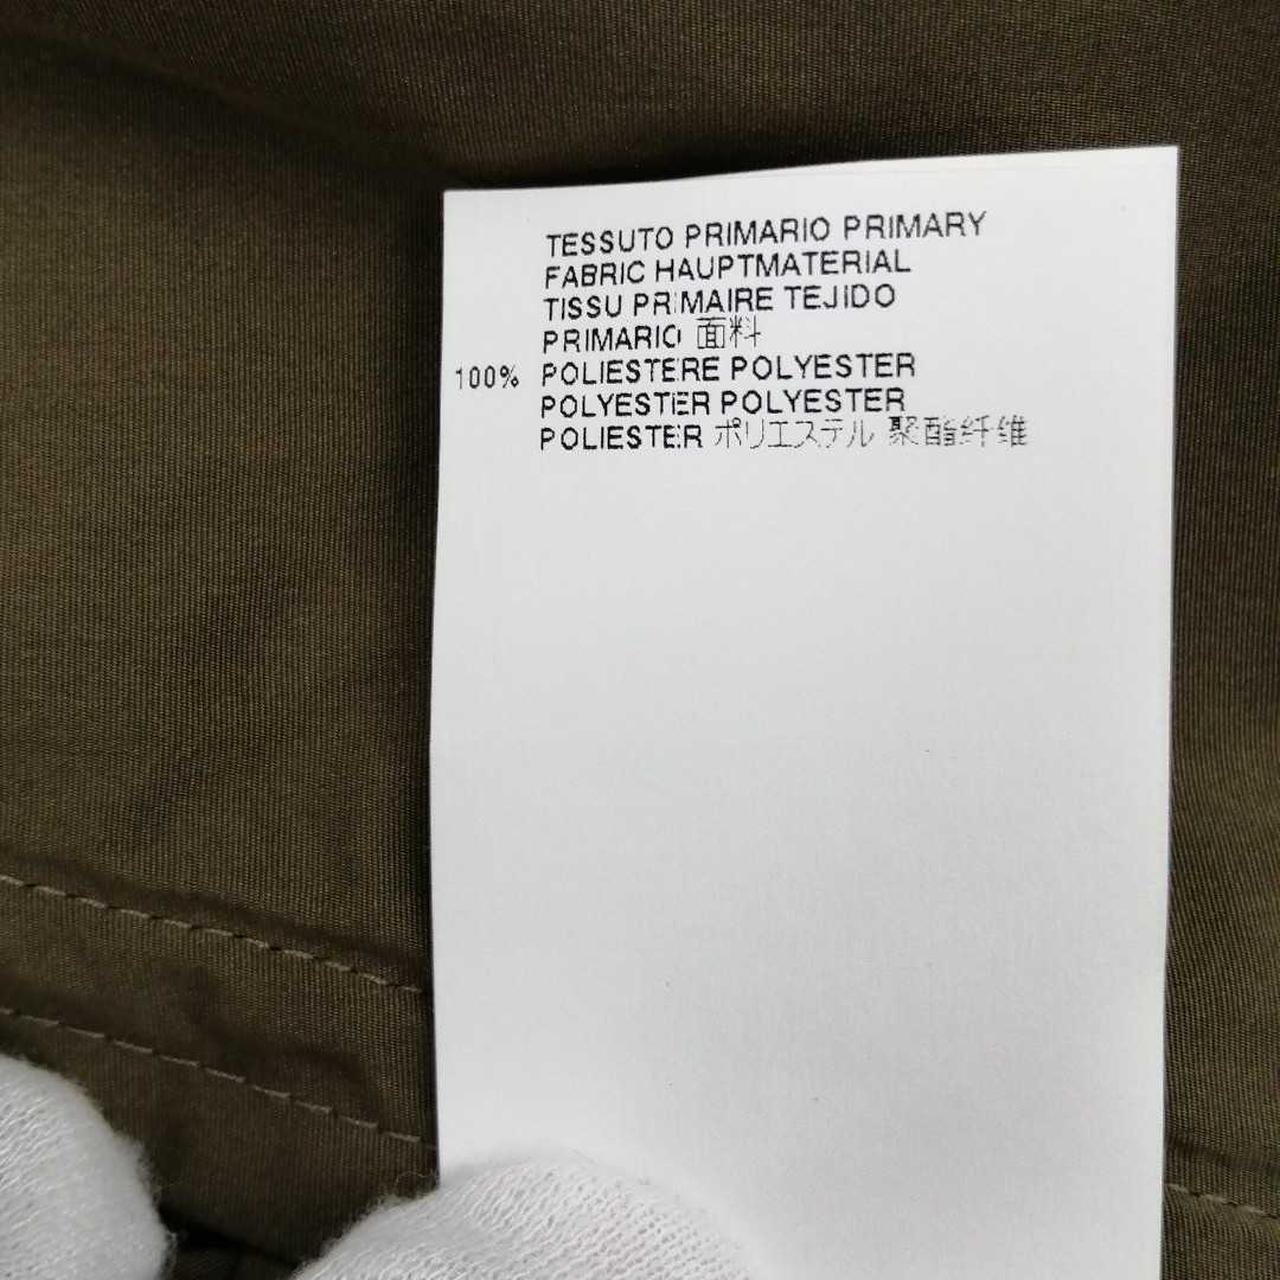 TESSUTO PRIMARIO PRIMARY
FABRIC HAUPTMATERIAL
TISSU PRIMAIRE TEJIDO
PRIMARIO 面料
100% POLIESTERE POLYESTER
POLYESTER POLYESTER
POLIESTER ポリエステル 聚酯纤维